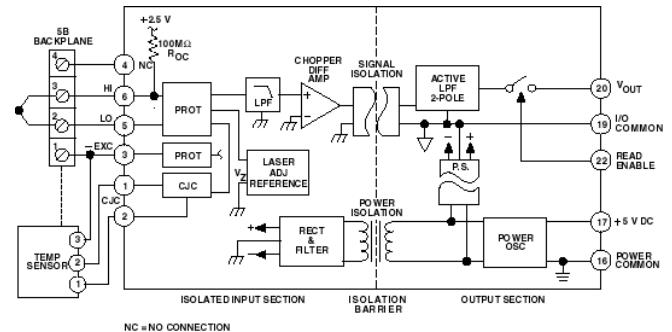 5B
BACKPLANE
+2.5 V
100MΩ
ROC
4
3
2
1
4
NC
HI
6
LO
5
–EXC
3
1
CJC
2
TEMP
SENSOR
3
2
1
PROT
PROT
CJC
LPF
CHOPPER
DIFF
AMP
+
–
VZ
LASER
ADJ
REFERENCE
SIGNAL
ISOLATION
ACTIVE
LPF
2-POLE
20
VOUT
19
I/O
COMMON
22
READ
ENABLE
–
+
P.S.
POWER
ISOLATION
+
–
RECT
&
FILTER
POWER
OSC
17
+5 V DC
16
POWER
COMMON
ISOLATED INPUT SECTION
ISOLATION
BARRIER
OUTPUT SECTION
NC = NO CONNECTION